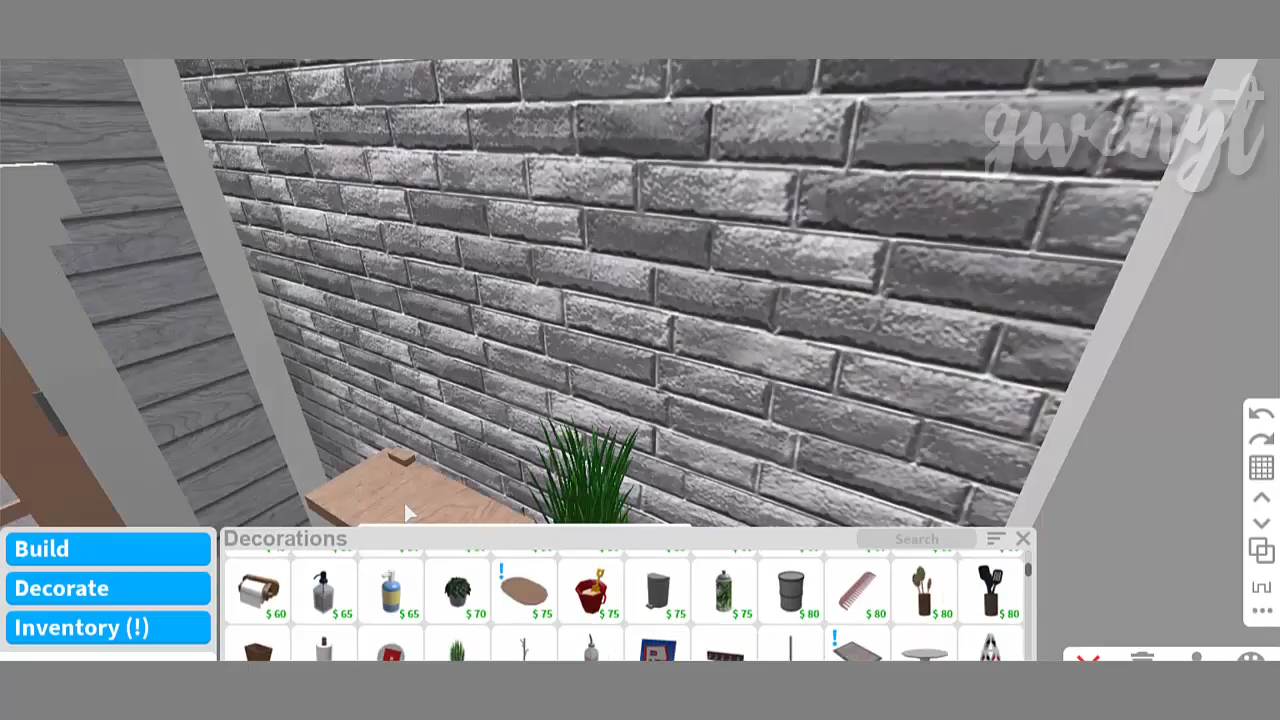 gwenyt
Build
Decorate
Inventory (!)
Decorations
Search
$ 60
$ 65
$ 65
$ 70
$ 75
$ 75
$ 75
$ 75
$ 80
$ 80
$ 80
$ 80